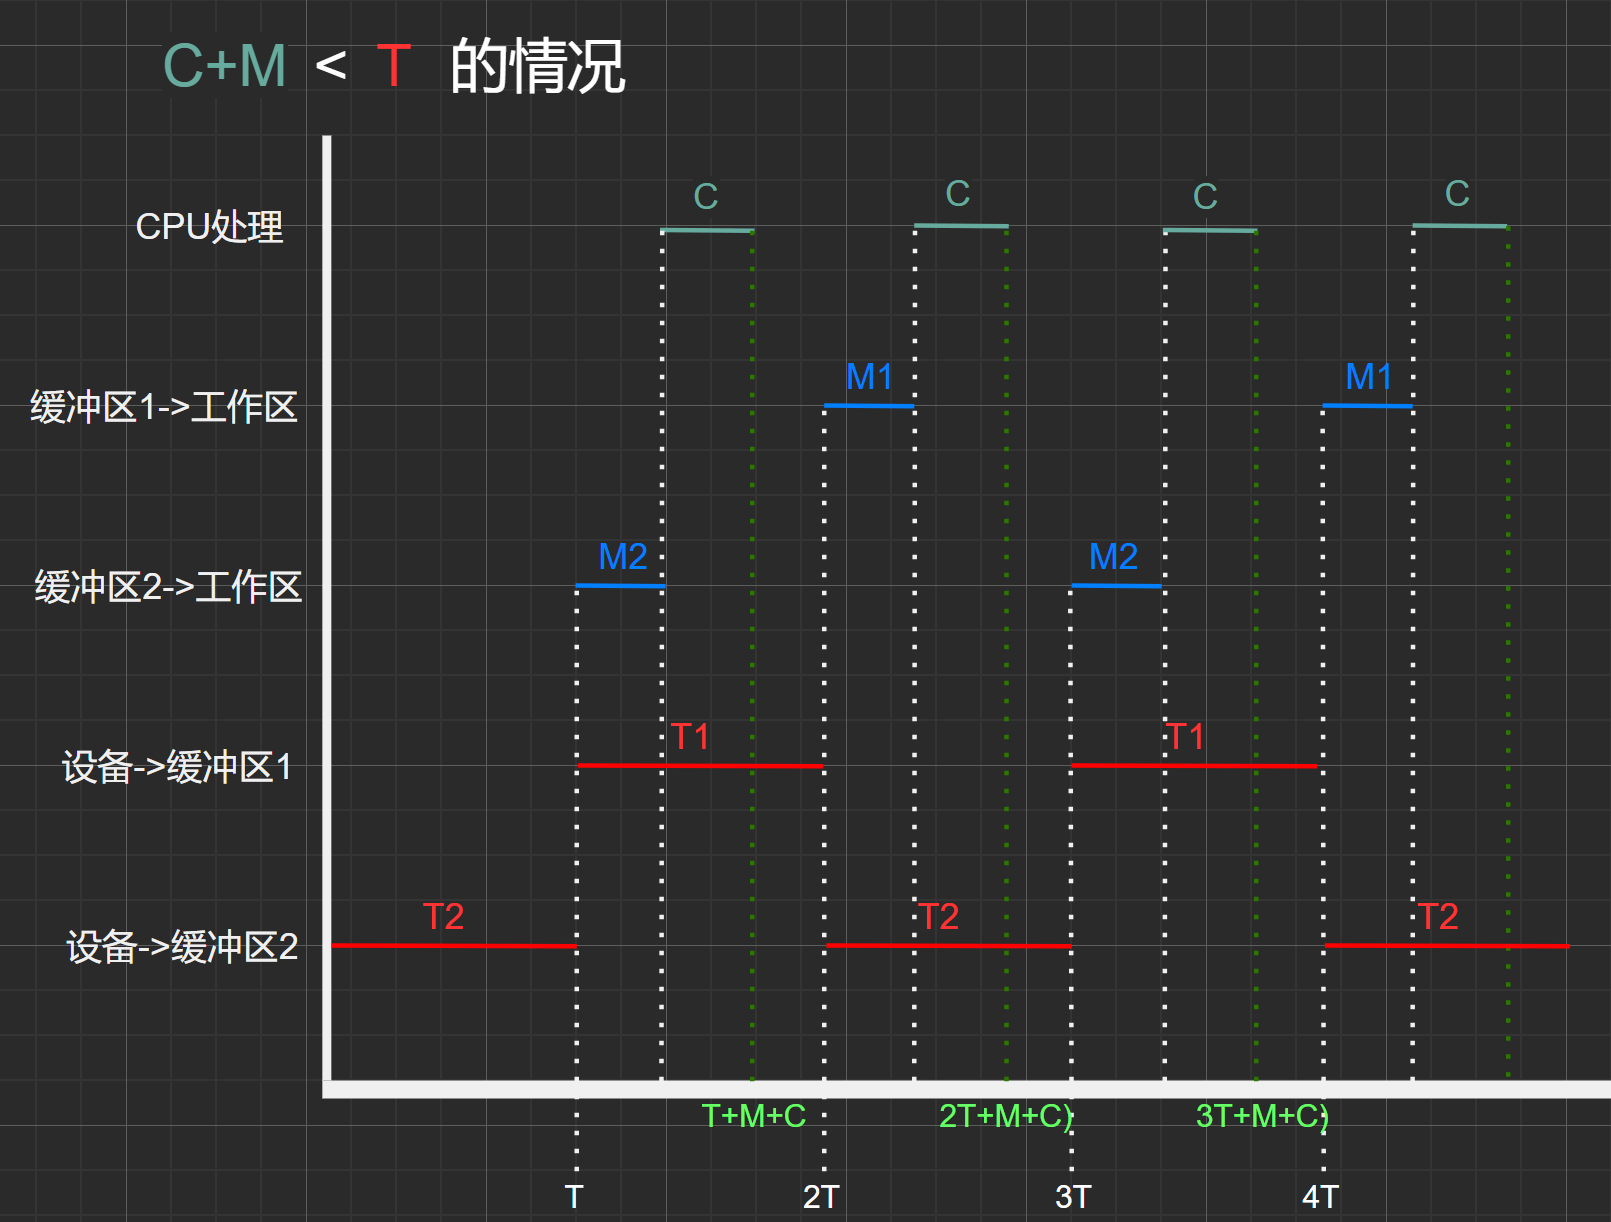 C+M < T 的情况
C C C C
CPU处理
M1 M1
缓冲区1->工作区
M2 M2
缓冲区2->工作区
T1 T1
设备->缓冲区1
T2 T2 T2
设备->缓冲区2
T+M+C 2T+M+C) 3T+M+C)
T 2T 3T 4T